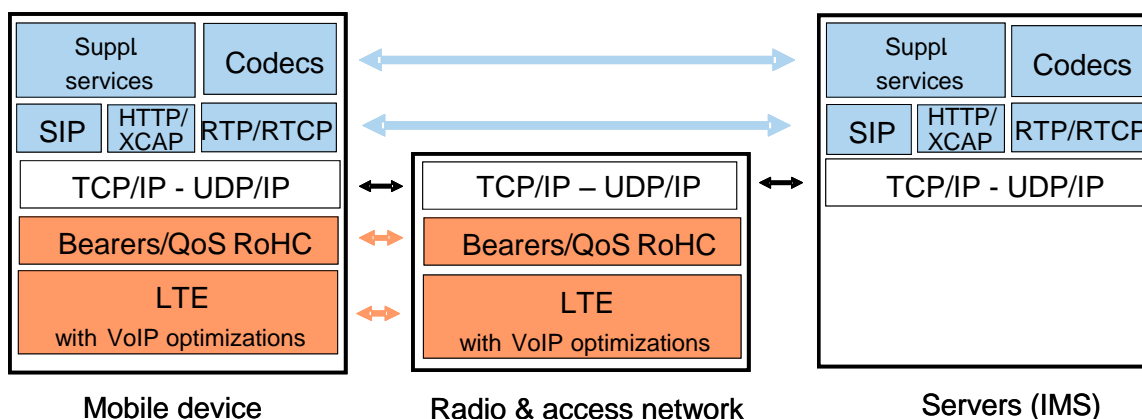 Suppl.
services
Codecs
SIP
HTTP/
XCAP
RTP/RTCP
TCP/IP - UDP/IP
Bearers/QoS RoHC
LTE
with VoIP optimizations
Mobile device
TCP/IP – UDP/IP
Bearers/QoS RoHC
LTE
with VoIP optimizations
Radio & access network
Suppl.
services
Codecs
SIP
HTTP/
XCAP
RTP/RTCP
TCP/IP - UDP/IP
Servers (IMS)